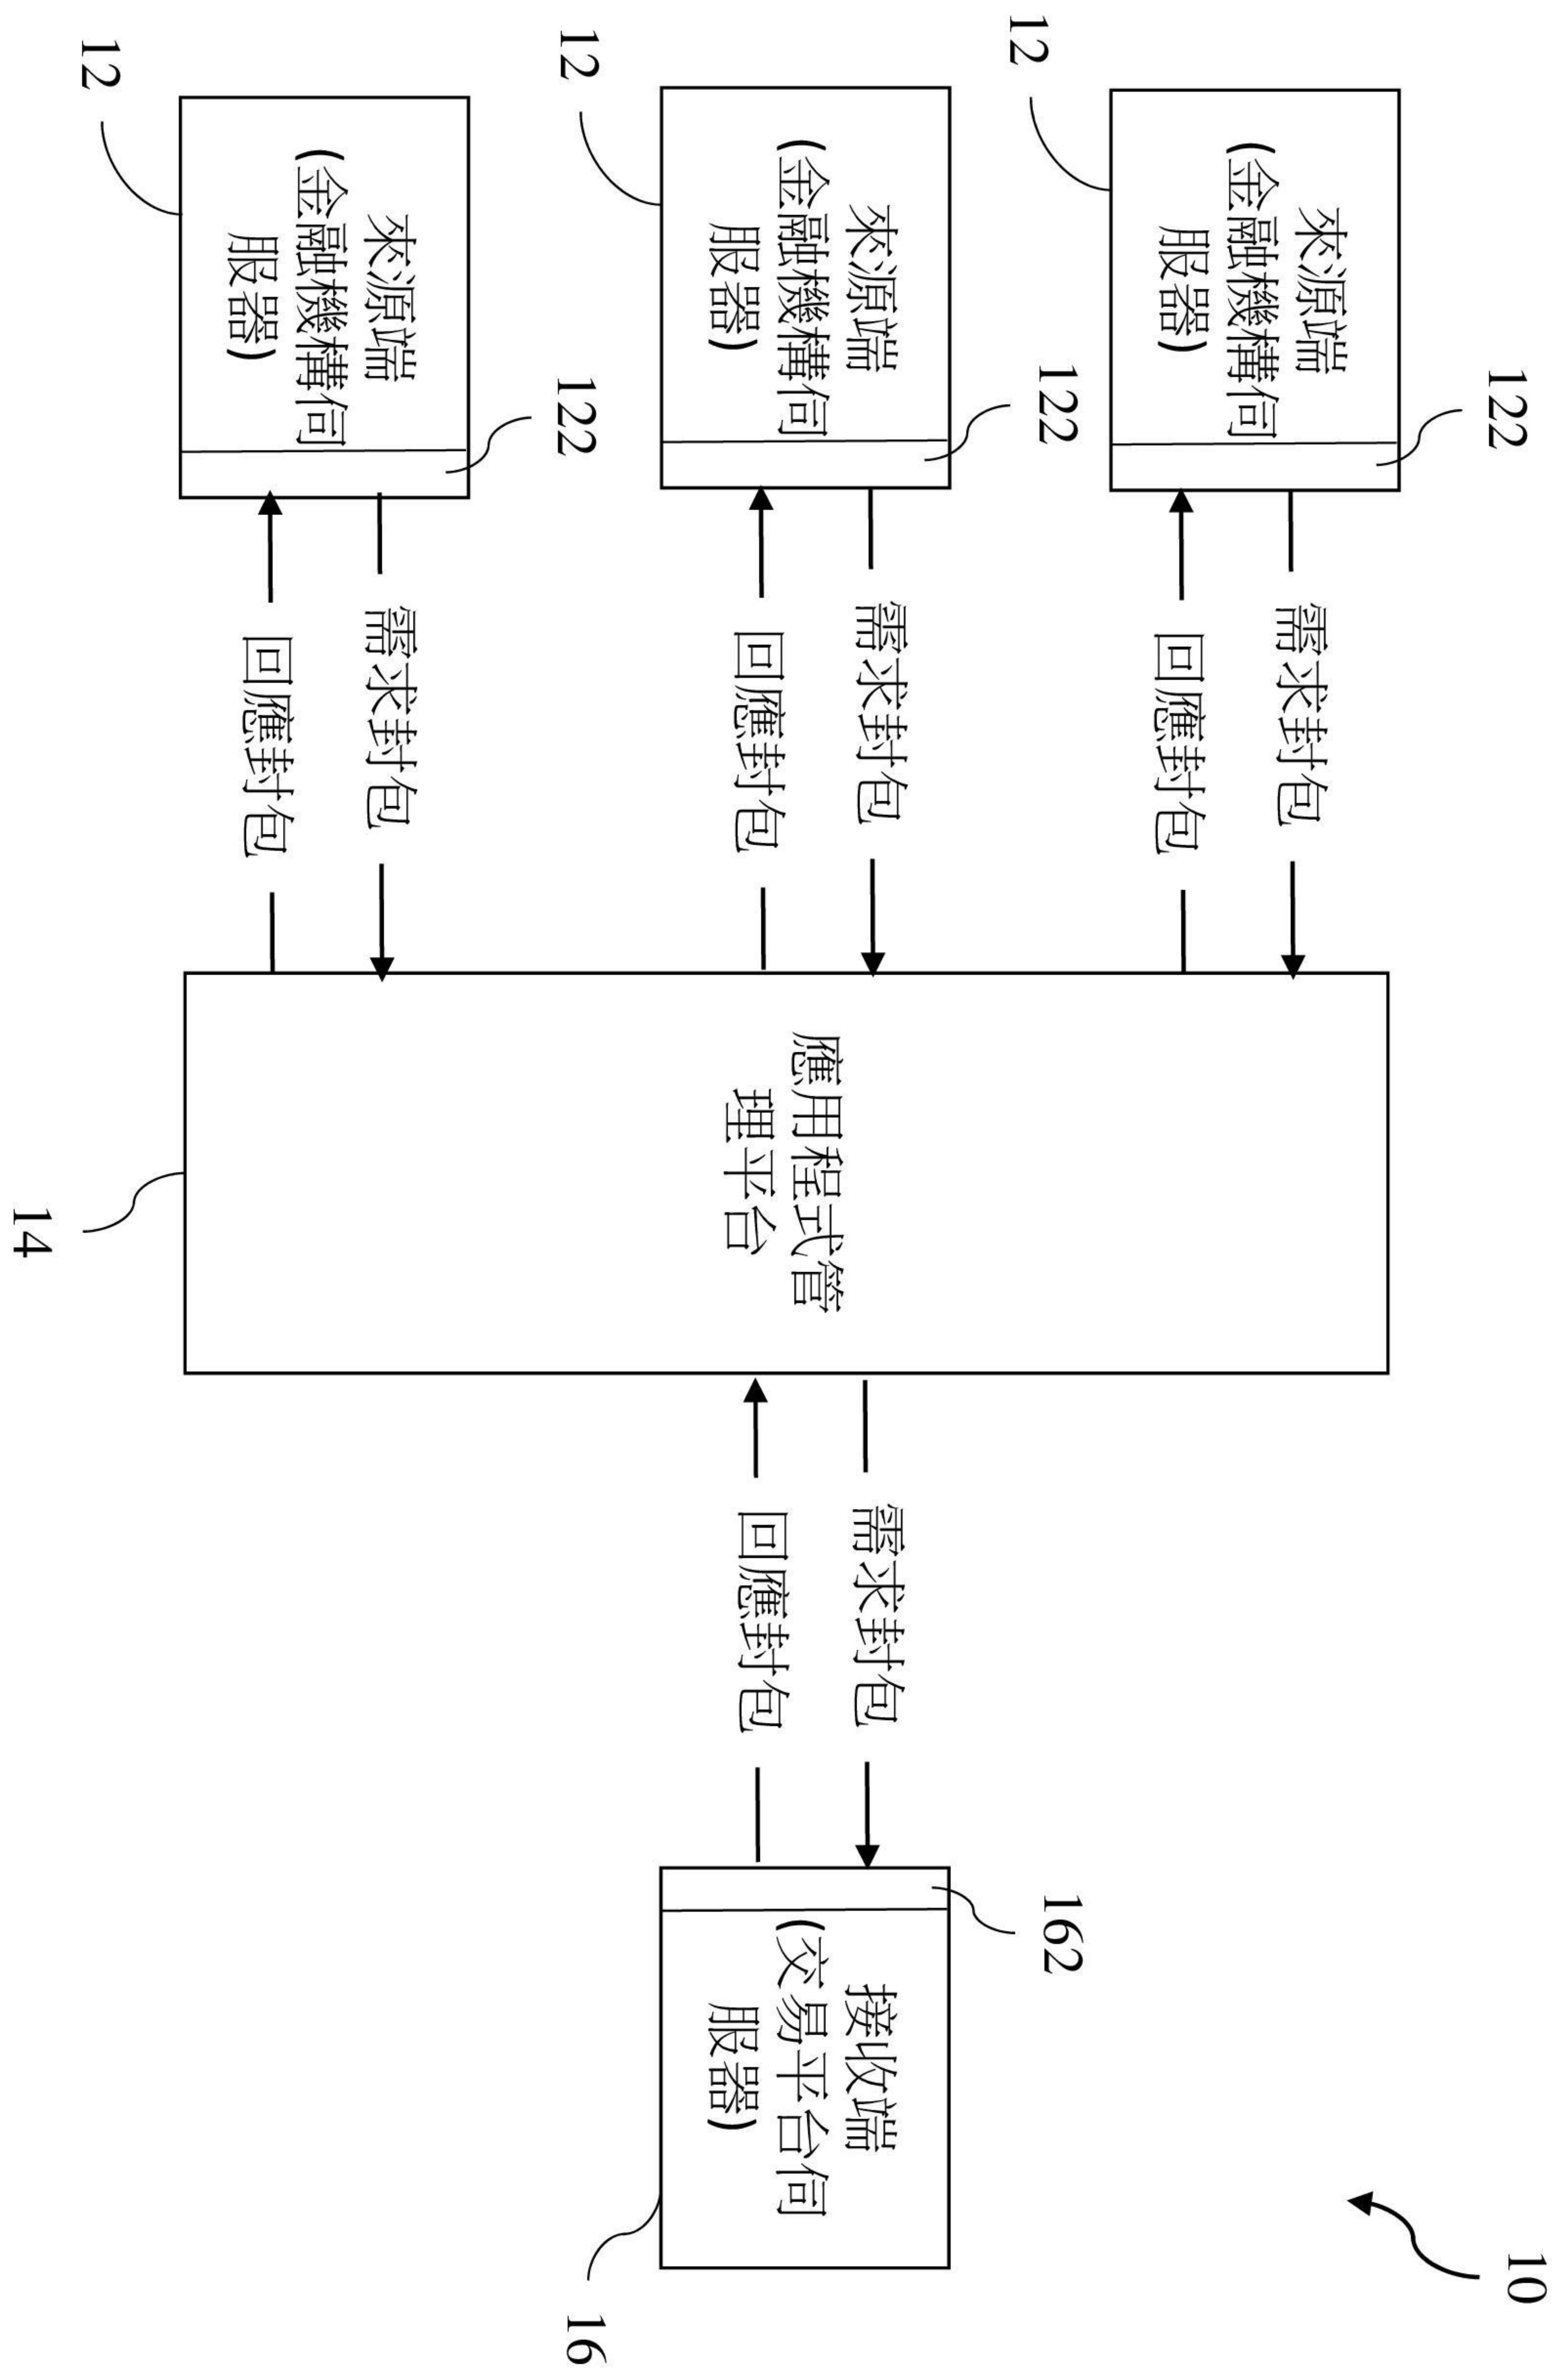 10
122
來源端
(金融機構伺
服器)
12
需求封包
回應封包
122
來源端
(金融機構伺
服器)
12
需求封包
回應封包
122
來源端
(金融機構伺
服器)
12
需求封包
回應封包
應用程式管
理平台
14
需求封包
回應封包
162
接收端
(交易平台伺
服器)
16